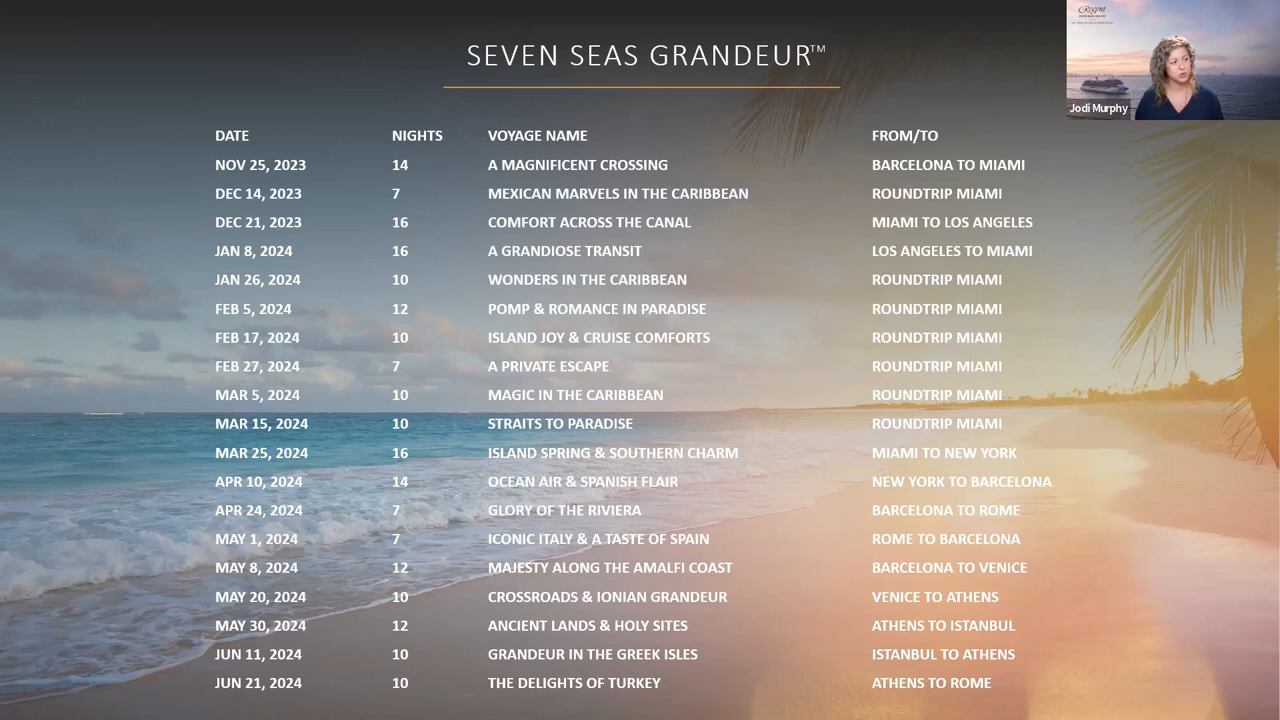 Regent
SEVEN SEAS GRANDEUR™
Jodi Murphy
DATE NIGHTS VOYAGE NAME FROM/TO
NOV 25, 2023 14 A MAGNIFICENT CROSSING BARCELONA TO MIAMI
DEC 14, 2023 7 MEXICAN MARVELS IN THE CARIBBEAN ROUNDTRIP MIAMI
DEC 21, 2023 16 COMFORT ACROSS THE CANAL MIAMI TO LOS ANGELES
JAN 8, 2024 16 A GRANDIOSE TRANSIT LOS ANGELES TO MIAMI
JAN 26, 2024 10 WONDERS IN THE CARIBBEAN ROUNDTRIP MIAMI
FEB 5, 2024 12 POMP & ROMANCE IN PARADISE ROUNDTRIP MIAMI
FEB 17, 2024 10 ISLAND JOY & CRUISE COMFORTS ROUNDTRIP MIAMI
FEB 27, 2024 7 A PRIVATE ESCAPE ROUNDTRIP MIAMI
MAR 5, 2024 10 MAGIC IN THE CARIBBEAN ROUNDTRIP MIAMI
MAR 15, 2024 10 STRAITS TO PARADISE ROUNDTRIP MIAMI
MAR 25, 2024 16 ISLAND SPRING & SOUTHERN CHARM MIAMI TO NEW YORK
APR 10, 2024 14 OCEAN AIR & SPANISH FLAIR NEW YORK TO BARCELONA
APR 24, 2024 7 GLORY OF THE RIVIERA BARCELONA TO ROME
MAY 1, 2024 7 ICONIC ITALY & A TASTE OF SPAIN ROME TO BARCELONA
MAY 8, 2024 12 MAJESTY ALONG THE AMALFI COAST BARCELONA TO VENICE
MAY 20, 2024 10 CROSSROADS & IONIAN GRANDEUR VENICE TO ATHENS
MAY 30, 2024 12 ANCIENT LANDS & HOLY SITES ATHENS TO ISTANBUL
JUN 11, 2024 10 GRANDEUR IN THE GREEK ISLES ISTANBUL TO ATHENS
JUN 21, 2024 10 THE DELIGHTS OF TURKEY ATHENS TO ROME